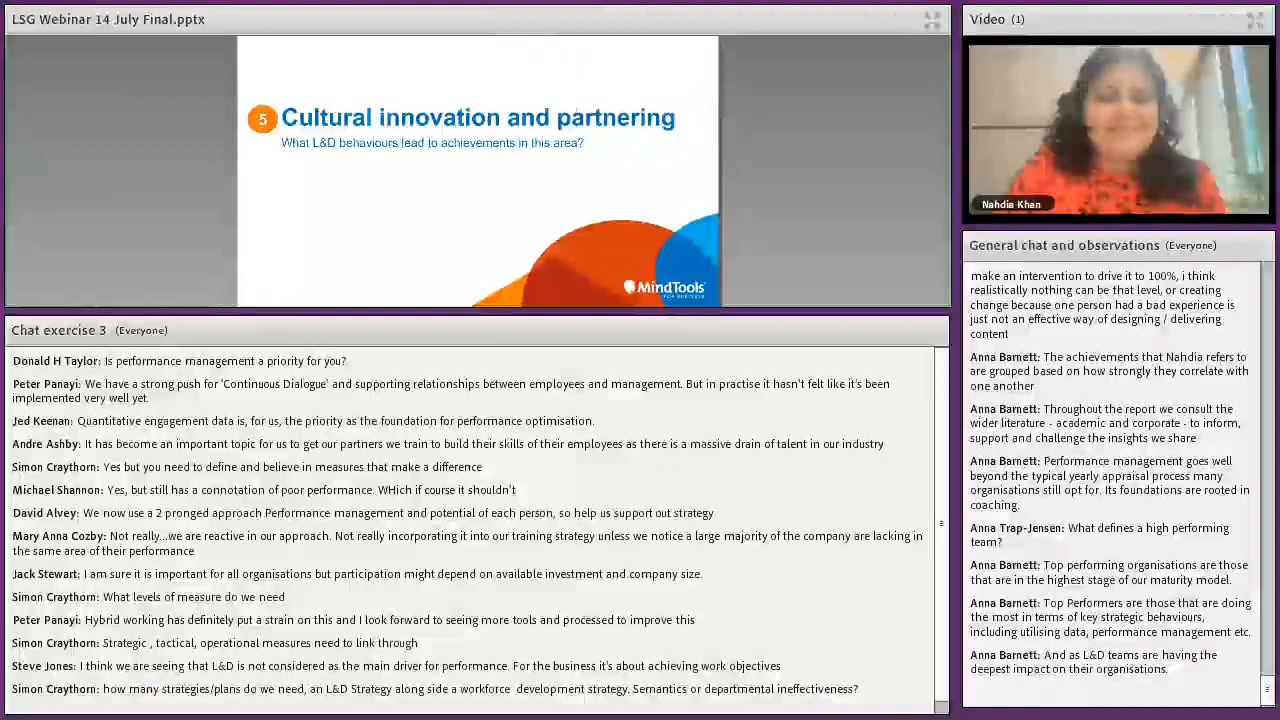 LSG Webinar 14 July Final.pptx
5 Cultural innovation and partnering
What L&D behaviours lead to achievements in this area?
MindTools
FOR BUSINESS
Video (1)
Nahdia Khan
Chat exercise 3 (Everyone)
Donald H Taylor: Is performance management a priority for you?
Peter Panayi: We have a strong push for 'Continuous Dialogue' and supporting relationships between employees and management. But in practise it hasn't felt like it's been
implemented very well yet.
Jed Keenan: Quantitative engagement data is, for us, the priority as the foundation for performance optimisation.
Andre Ashby: It has become an important topic for us to get our partners we train to build their skills of their employees as there is a massive drain of talent in our industry
Simon Craythorn: Yes but you need to define and believe in measures that make a difference
Michael Shannon: Yes, but still has a connotation of poor performance. WHich if course it shouldn't
David Alvey: We now use a 2 pronged approach Performance management and potential of each person, so help us support out strategy
Mary Anna Cozby: Not really...we are reactive in our approach. Not really incorporating it into our training strategy unless we notice a large majority of the company are lacking in
the same area of their performance
Jack Stewart: I am sure it is important for all organisations but participation might depend on available investment and company size.
Simon Craythorn: What levels of measure do we need
Peter Panayi: Hybrid working has definitely put a strain on this and I look forward to seeing more tools and processed to improve this
Simon Craythorn: Strategic , tactical, operational measures need to link through
Steve Jones: I think we are seeing that L&D is not considered as the main driver for performance. For the business it's about achieving work objectives
Simon Craythorn: how many strategies/plans do we need, an L&D Strategy along side a workforce development strategy. Semantics or departmental ineffectiveness?
General chat and observations (Everyone)
make an intervention to drive it to 100%, i think
realistically nothing can be that level, or creating
change because one person had a bad experience is
just not an effective way of designing / delivering
content
Anna Barnett: The achievements that Nahdia refers to
are grouped based on how strongly they correlate with
one another
Anna Barnett: Throughout the report we consult the
wider literature - academic and corporate - to inform,
support and challenge the insights we share
Anna Barnett: Performance management goes well
beyond the typical yearly appraisal process many
organisations still opt for. Its foundations are rooted in
coaching.
Anna Trap-Jensen: What defines a high performing
team?
Anna Barnett: Top performing organisations are those
that are in the highest stage of our maturity model.
Anna Barnett: Top Performers are those that are doing
the most in terms of key strategic behaviours,
including utilising data, performance management etc.
Anna Barnett: And as L&D teams are having the
deepest impact on their organisations.